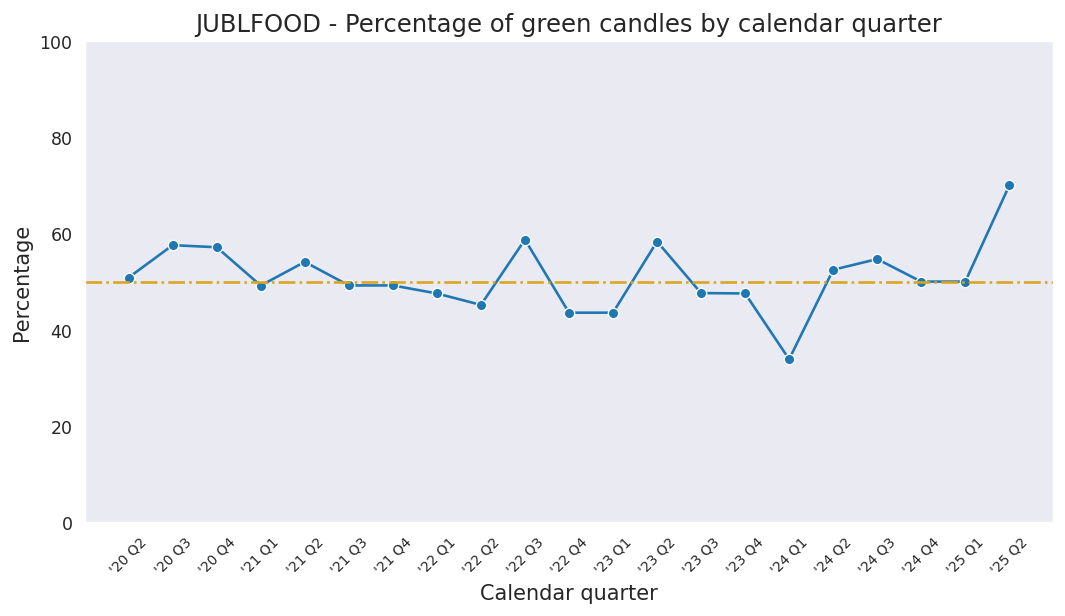 JUBLFOOD - Percentage of green candles by calendar quarter
Percentage
100
80
60
40
20
0
'20 Q2 '20 Q3 '20 Q4 '21 Q1 '21 Q2 '21 Q3 '21 Q4 '22 Q1 '22 Q2 '22 Q3 '22 Q4 '23 Q1 '23 Q2 '23 Q3 '23 Q4 '24 Q1 '24 Q2 '24 Q3 '24 Q4 '25 Q1 '25 Q2
Calendar quarter